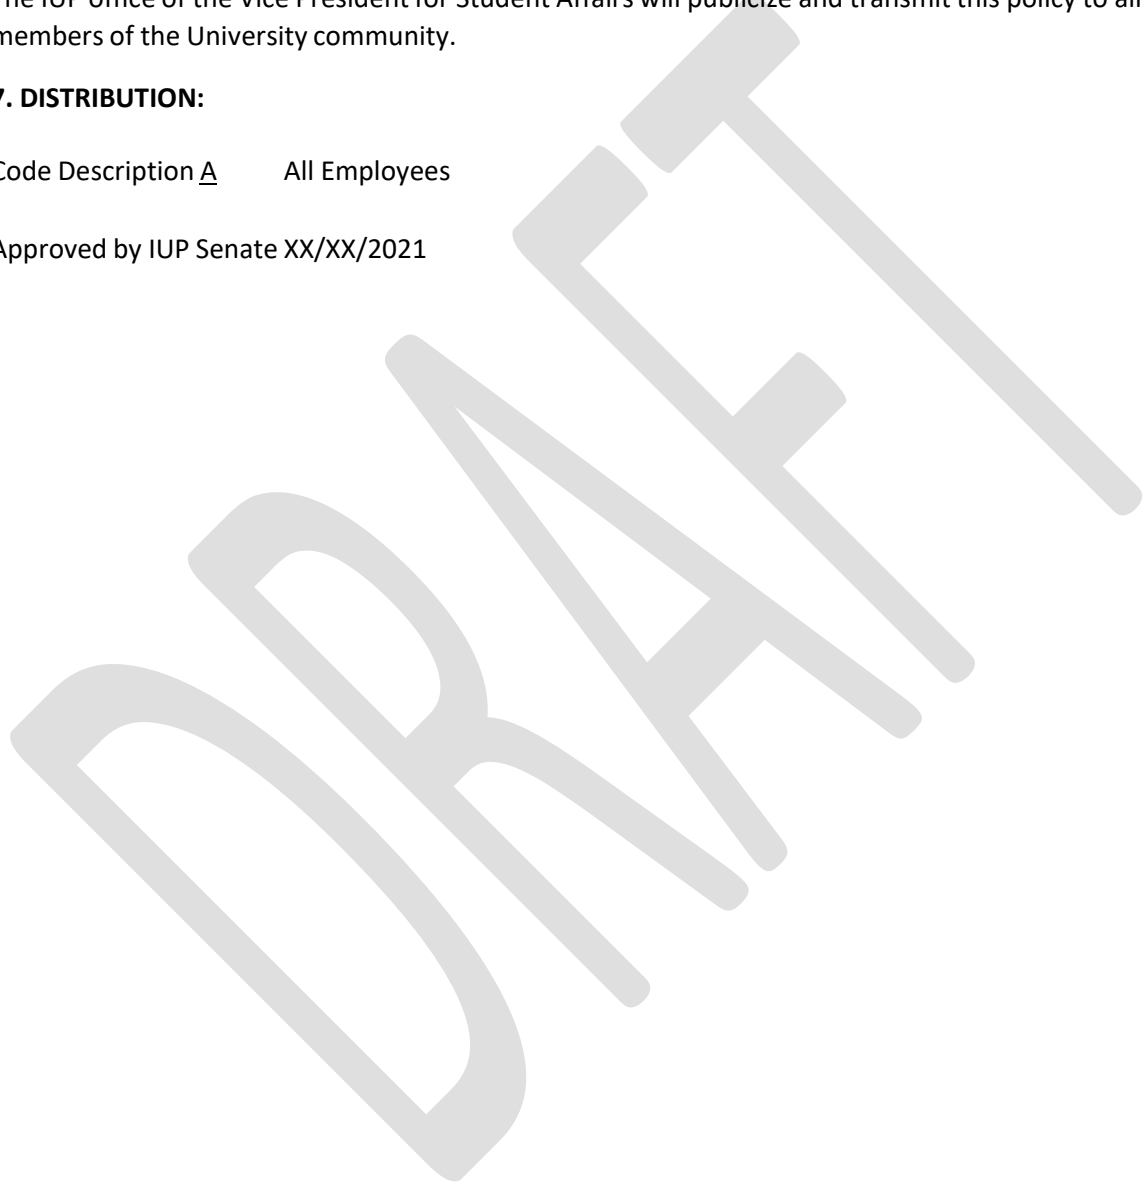 The IUP office of the Vice President for Student Affairs will publicize and transmit this policy to all
members of the University community.
7. DISTRIBUTION:
Code Description A All Employees
Approved by IUP Senate XX/XX/2021
DRAFT